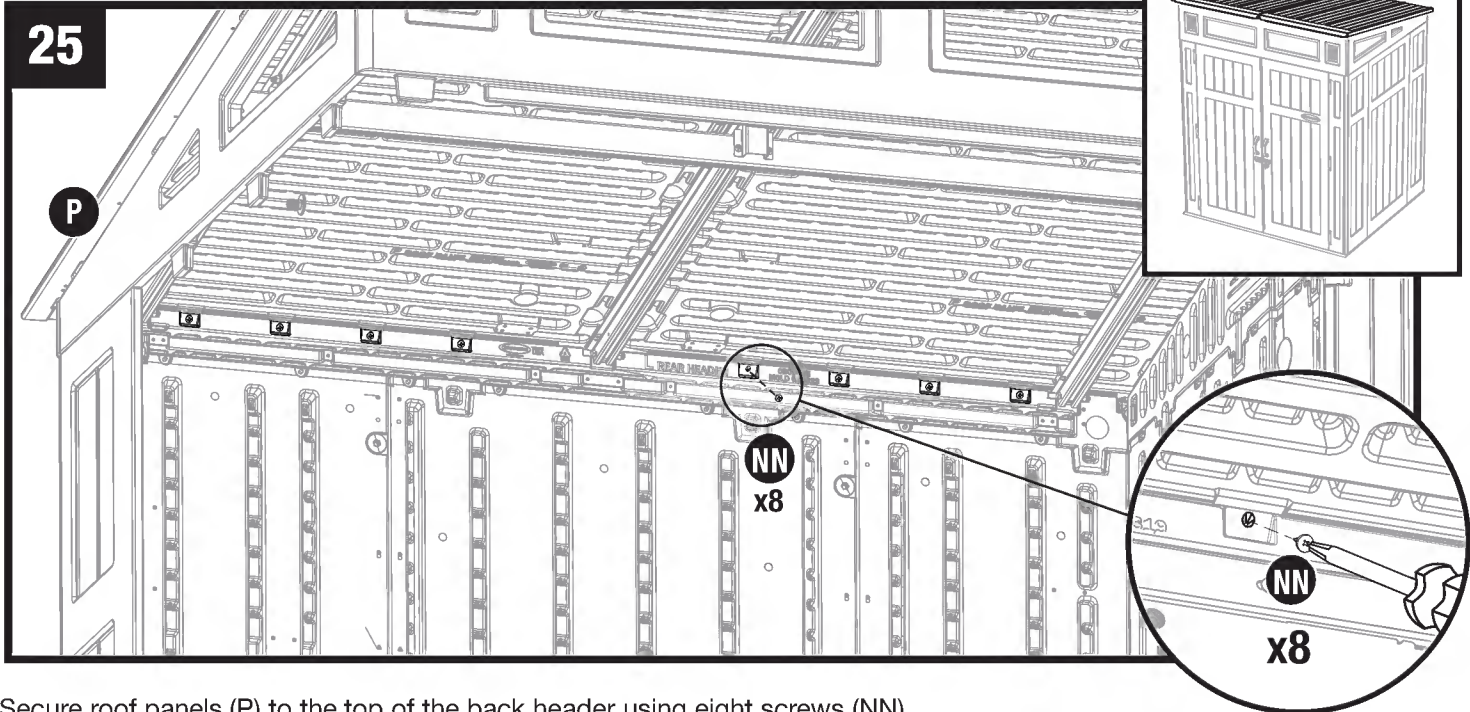 25
P
REAR HEADER
NN
x8
319
NN
x8
Secure roof panels (P) to the top of the back header using eight screws (NN)